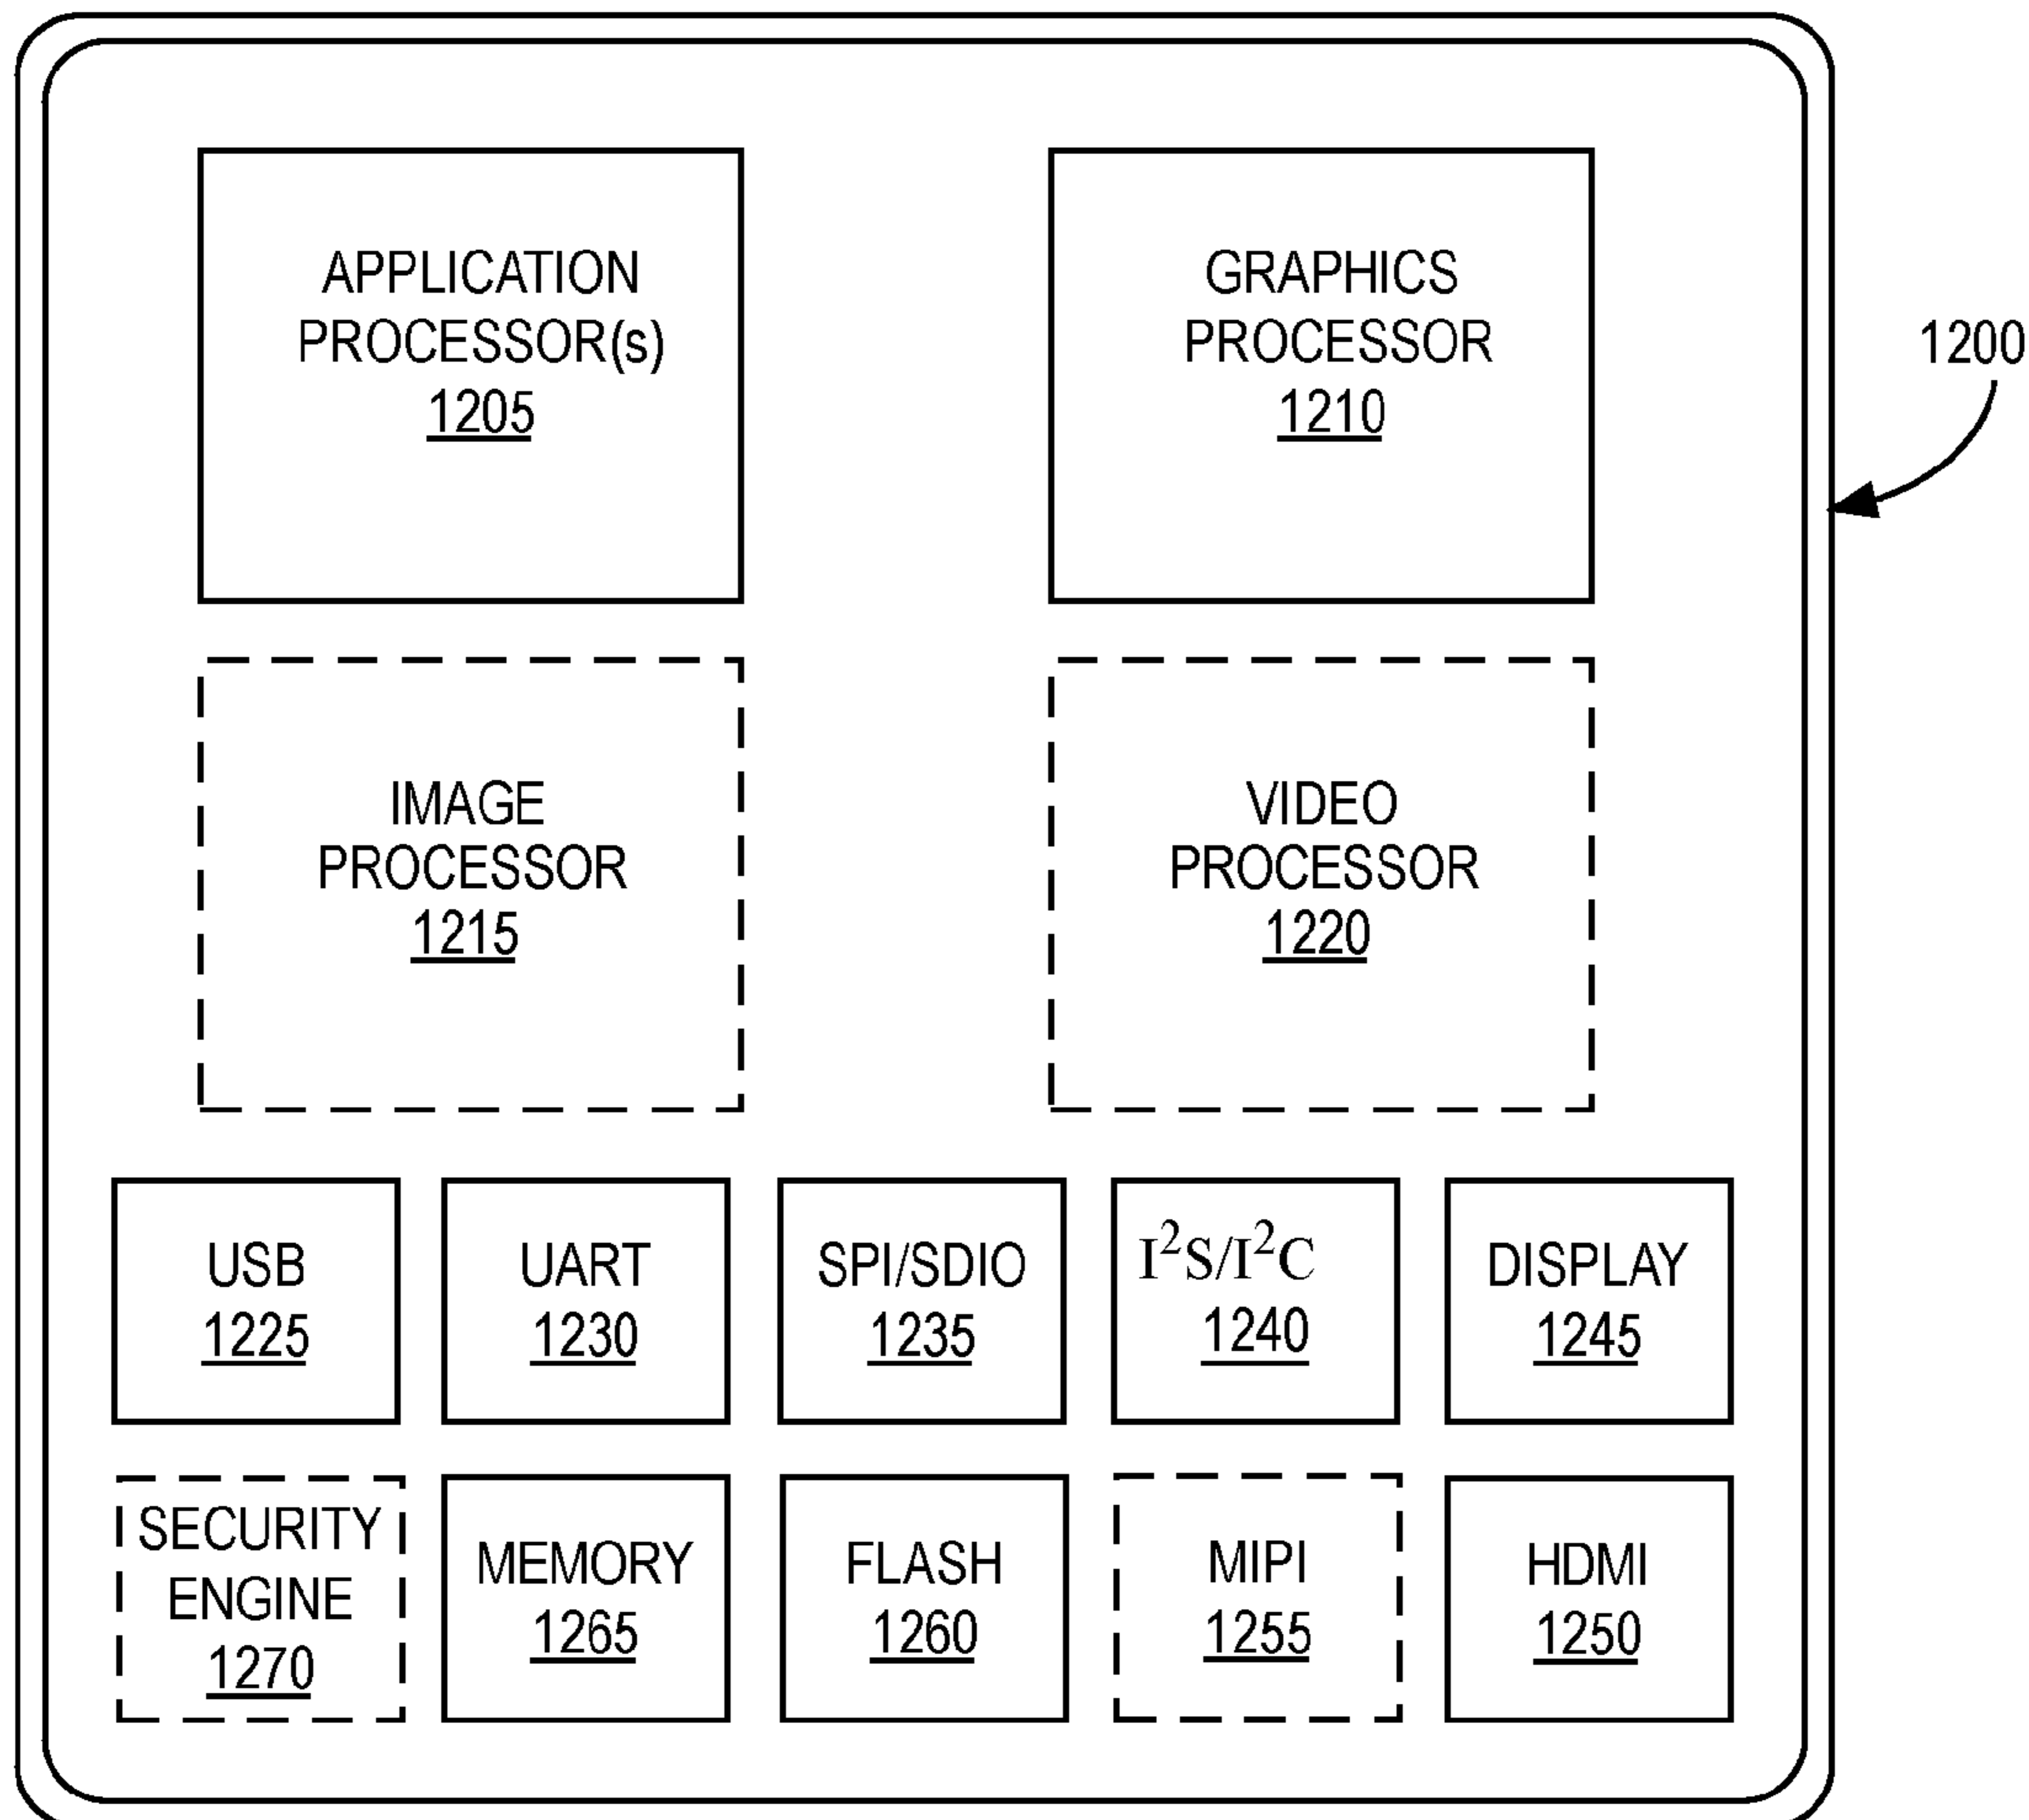 APPLICATION
PROCESSOR(s)
1205
GRAPHICS
PROCESSOR
1210
1200
IMAGE
PROCESSOR
1215
VIDEO
PROCESSOR
1220
USB
1225
UART
1230
SPI/SDIO
1235
I²S/I²C
1240
DISPLAY
1245
SECURITY
ENGINE
1270
MEMORY
1265
FLASH
1260
MIPI
1255
HDMI
1250